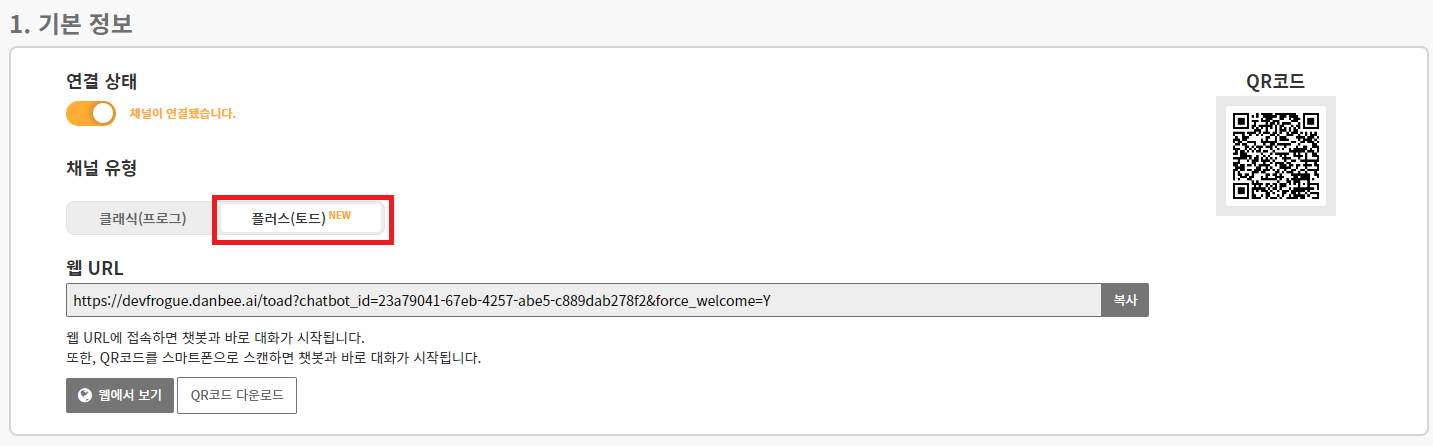 1. 기본 정보
연결 상태
채널이 연결됐습니다.
QR코드
채널 유형
클래식(프로그)
플러스(토드) NEW
웹 URL
https://devfrogue.danbee.ai/toad?chatbot_id=23a79041-67eb-4257-abe5-c889dab278f2&force_welcome=Y
복사
웹 URL에 접속하면 챗봇과 바로 대화가 시작됩니다.
또한, QR코드를 스마트폰으로 스캔하면 챗봇과 바로 대화가 시작됩니다.
웹에서 보기
QR코드 다운로드